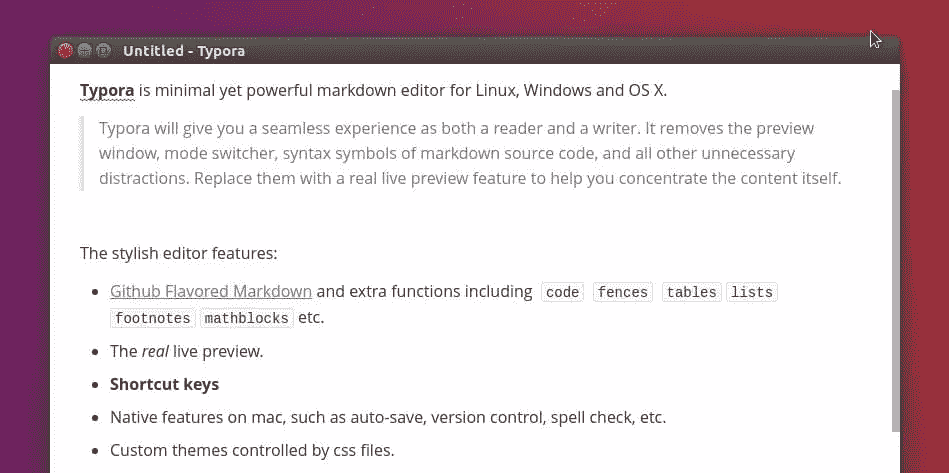 Untitled - Typora
Typora is minimal yet powerful markdown editor for Linux, Windows and OS X.
Typora will give you a seamless experience as both a reader and a writer. It removes the preview
window, mode switcher, syntax symbols of markdown source code, and all other unnecessary
distractions. Replace them with a real live preview feature to help you concentrate the content itself.
The stylish editor features:
Github Flavored Markdown and extra functions including code fences tables lists
footnotes mathblocks etc.
The real live preview.
Shortcut keys
Native features on mac, such as auto-save, version control, spell check, etc.
Custom themes controlled by css files.